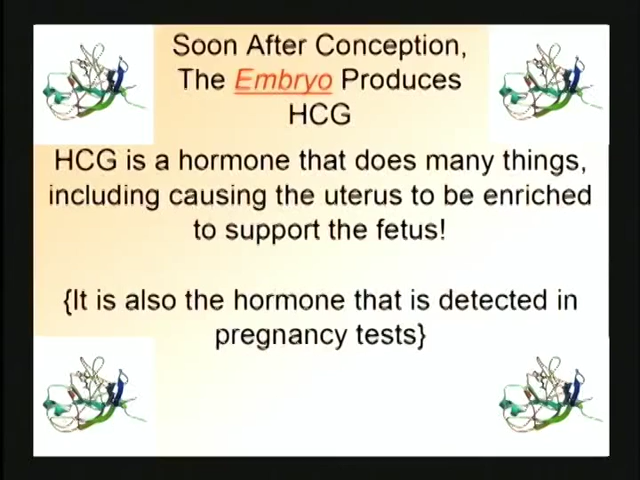 Soon After Conception,
The Embryo Produces
HCG
HCG is a hormone that does many things,
including causing the uterus to be enriched
to support the fetus!
{It is also the hormone that is detected in
pregnancy tests}